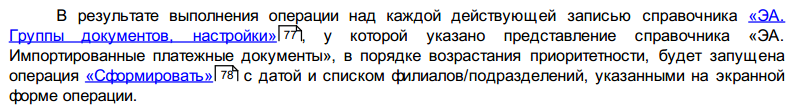 В результате выполнения операции над каждой действующей записью справочника «ЭА.
Группы документов, настройки» 77, у которой указано представление справочника «ЭА.
Импортированные платежные документы», в порядке возрастания приоритетности, будет запущена
операция «Сформировать» 78 с датой и списком филиалов/подразделений, указанными на экранной
форме операции.